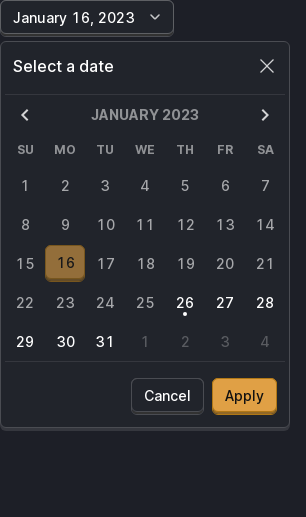 January 16, 2023
Select a date
JANUARY 2023
SU MO TU WE TH FR SA
1 2 3 4 5 6 7
8 9 10 11 12 13 14
15 16 17 18 19 20 21
22 23 24 25 26 27 28
29 30 31 1 2 3 4
Cancel Apply